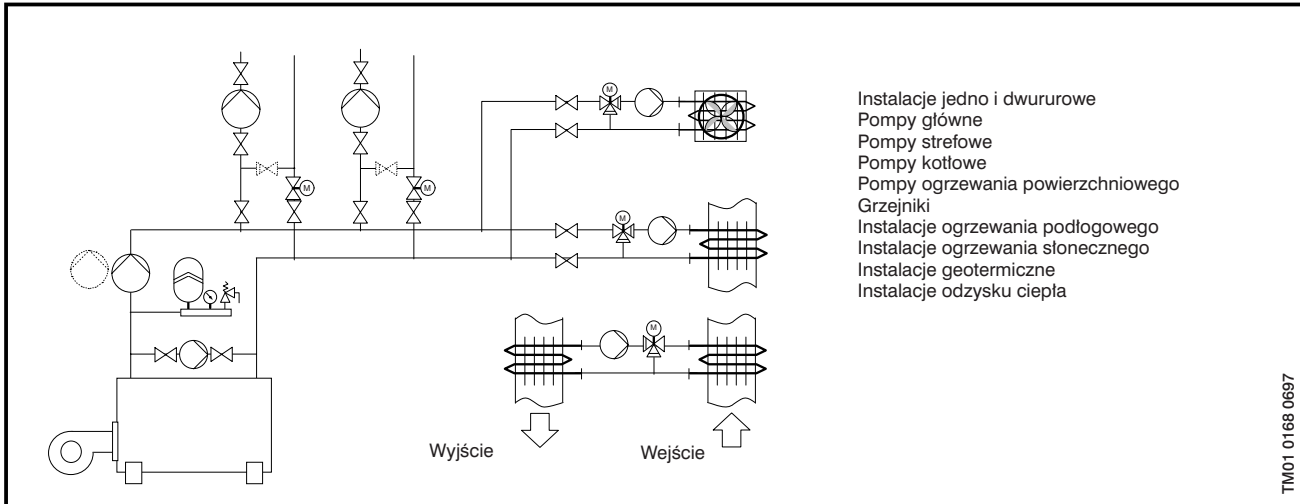 M
Instalacje jedno i dwururowe
Pompy główne
Pompy strefowe
Pompy kotłowe
Pompy ogrzewania powierzchniowego
Grzejniki
Instalacje ogrzewania podłogowego
Instalacje ogrzewania słonecznego
Instalacje geotermiczne
Instalacje odzysku ciepła
M
M
M
M
Wyjście
Wejście
TM01 0168 0697